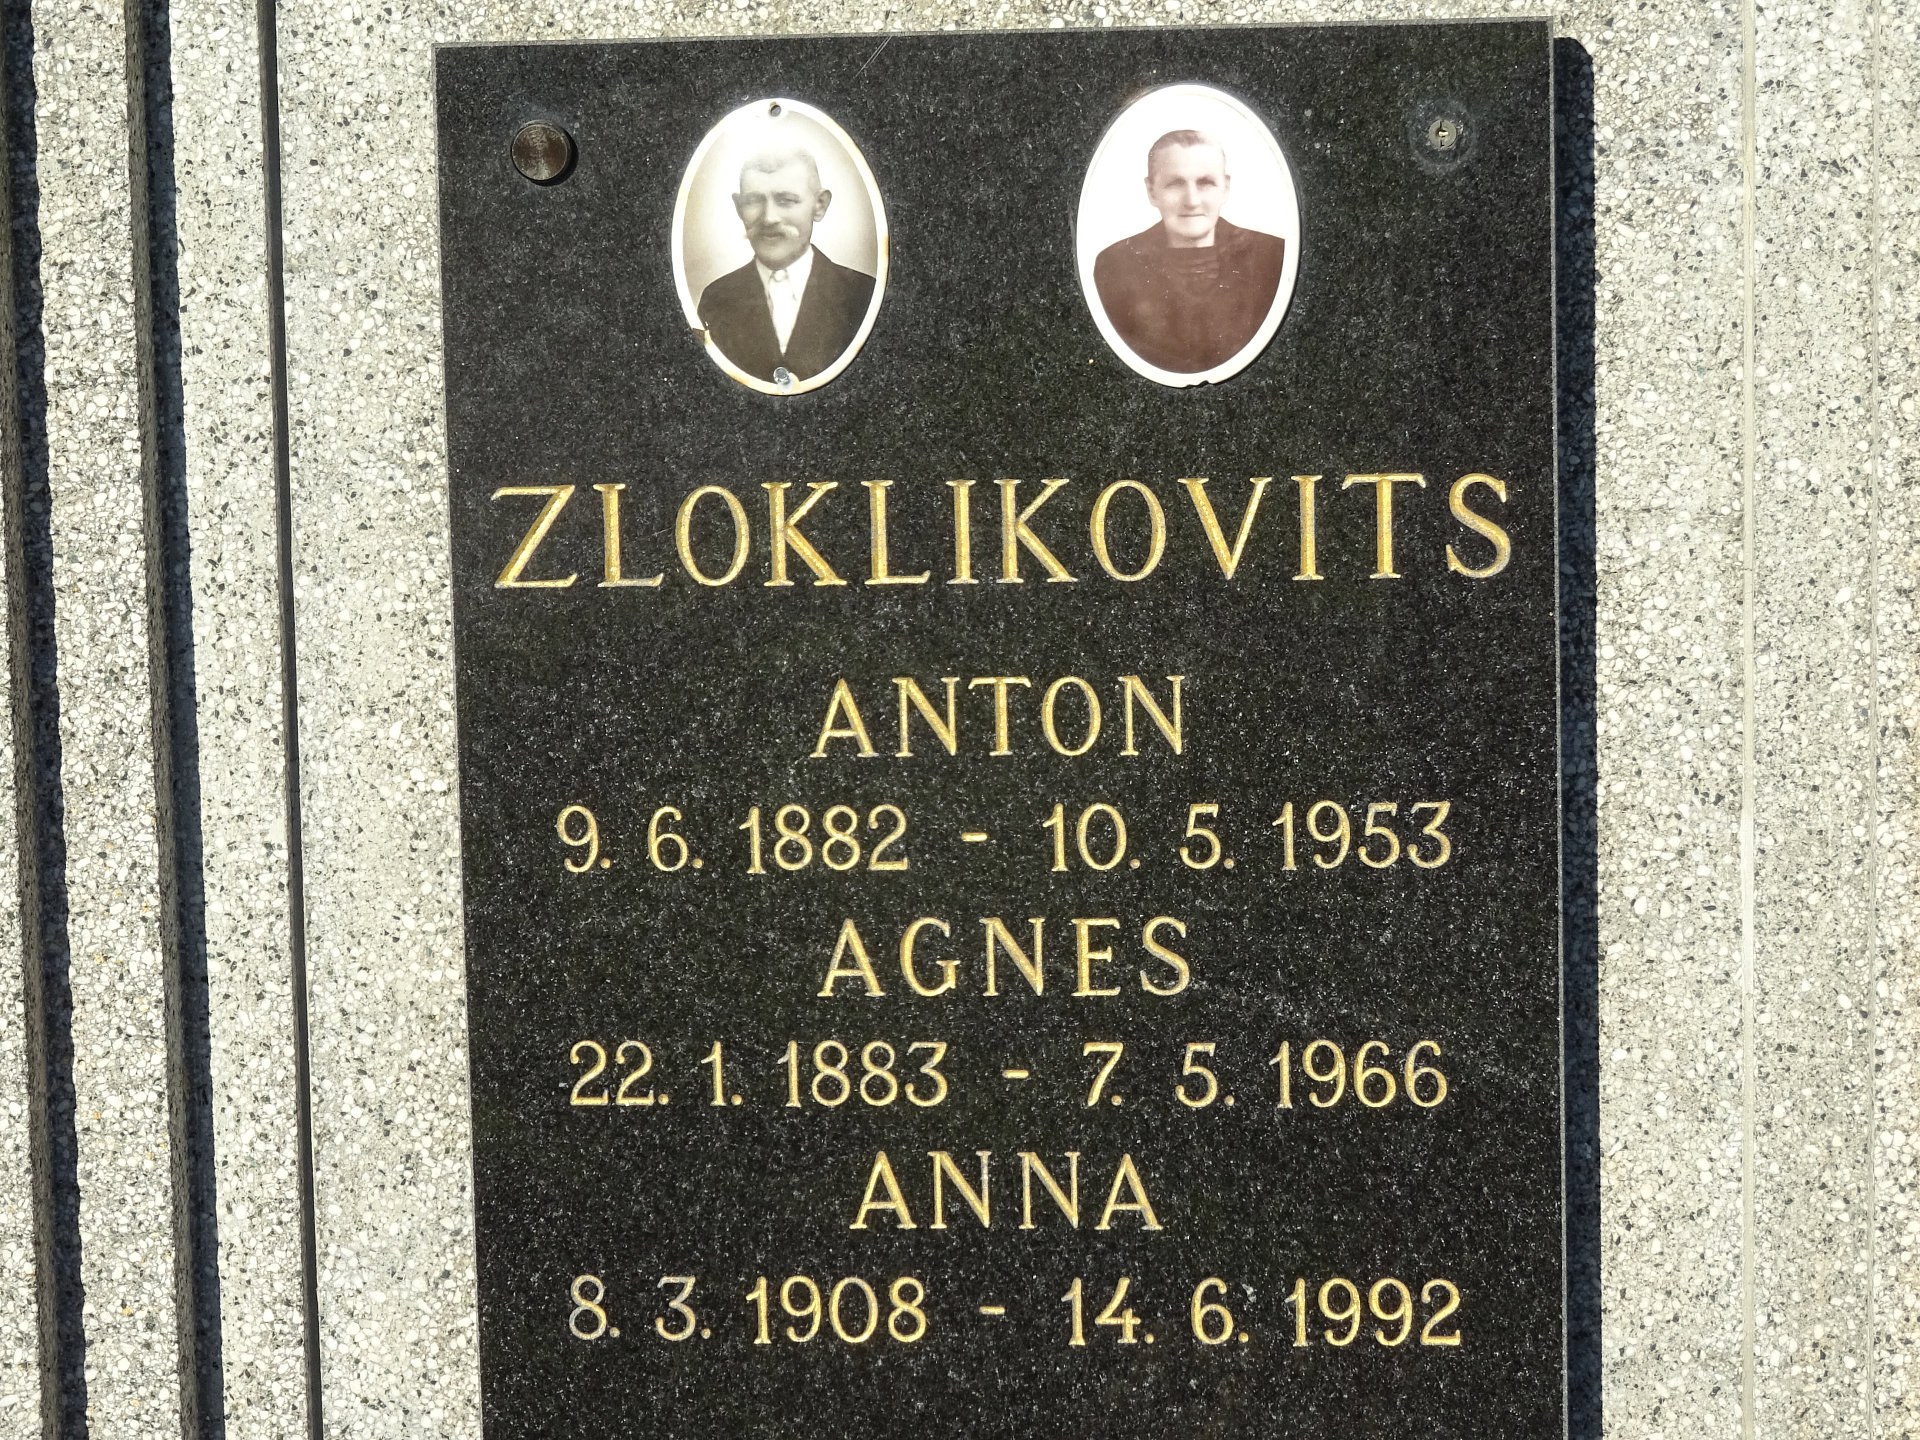 ZLOKLIKOVITS
ANTON
9. 6. 1882 - 10. 5. 1953
AGNES
22. 1. 1883 - 7. 5. 1966
ANNA
8. 3. 1908 - 14. 6. 1992